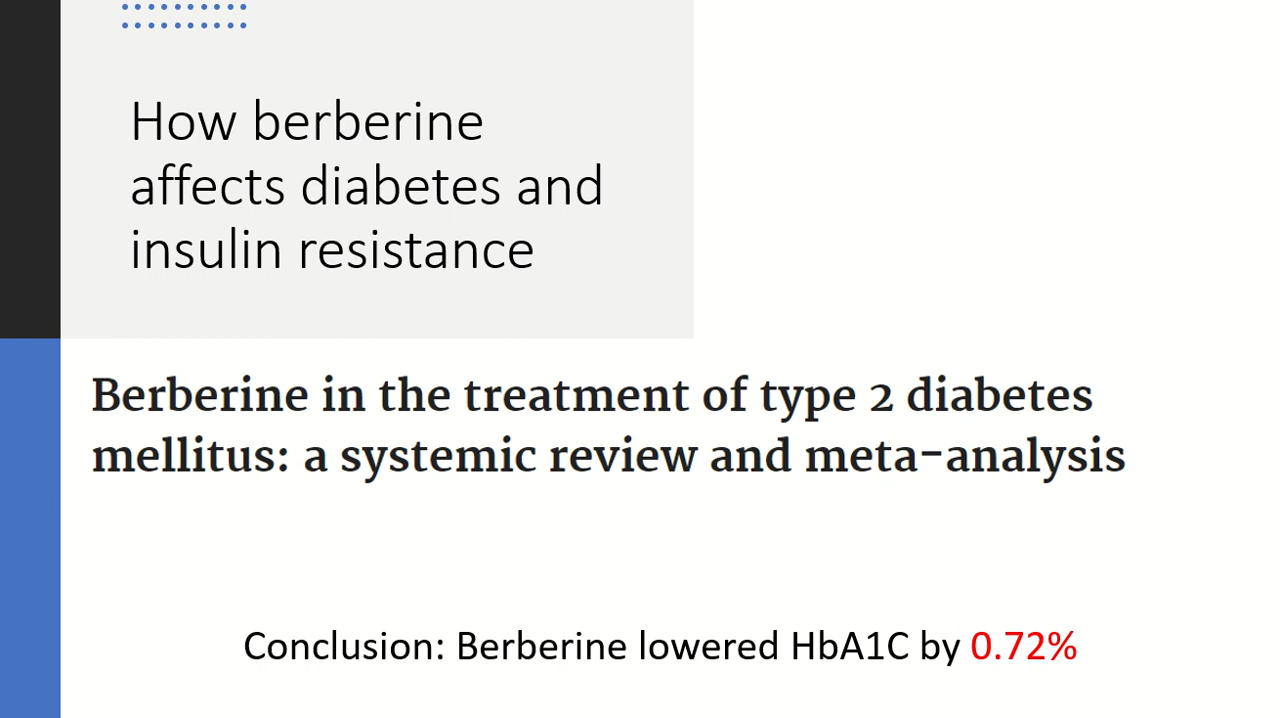 How berberine
affects diabetes and
insulin resistance
Berberine in the treatment of type 2 diabetes
mellitus: a systemic review and meta-analysis
Conclusion: Berberine lowered HbA1C by 0.72%